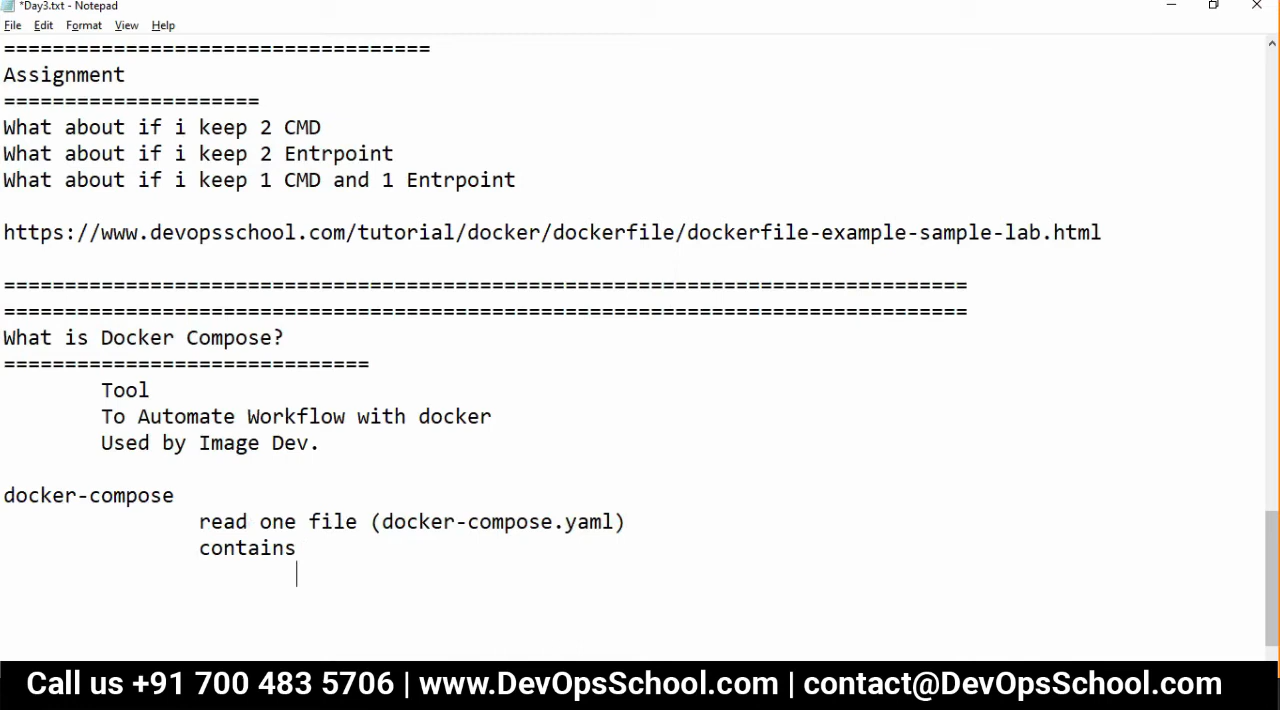 *Day3.txt - Notepad
File Edit Format View Help
===================================
Assignment
=====================
What about if i keep 2 CMD
What about if i keep 2 Entrpoint
What about if i keep 1 CMD and 1 Entrpoint
https://www.devopsschool.com/tutorial/docker/dockerfile/dockerfile-example-sample-lab.html
===============================================================================
===============================================================================
What is Docker Compose?
==============================
Tool
To Automate Workflow with docker
Used by Image Dev.
docker-compose
read one file (docker-compose.yaml)
contains
Call us +91 700 483 5706 | www.DevOpsSchool.com | contact@DevOpsSchool.com